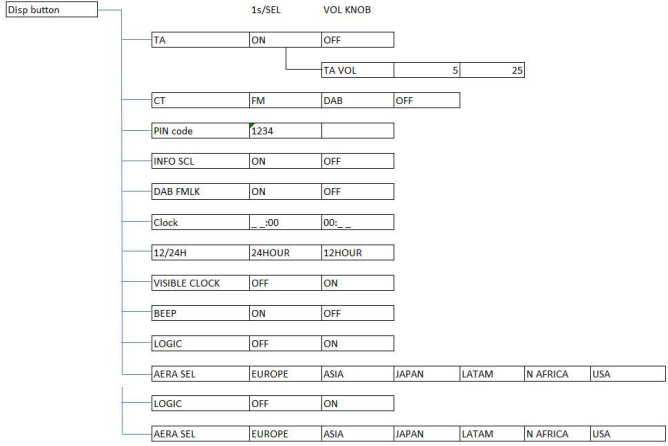 Disp button 1s/SEL VOL KNOB
TA ON OFF
TA VOL 5 25
CT FM DAB OFF
PIN code 1234
INFO SCL ON OFF
DAB FMLK ON OFF
Clock _ _:00 00:_ _
12/24H 24HOUR 12HOUR
VISIBLE CLOCK OFF ON
BEEP ON OFF
LOGIC OFF ON
AERA SEL EUROPE ASIA JAPAN LATAM N AFRICA USA
LOGIC OFF ON
AERA SEL EUROPE ASIA JAPAN LATAM N AFRICA USA